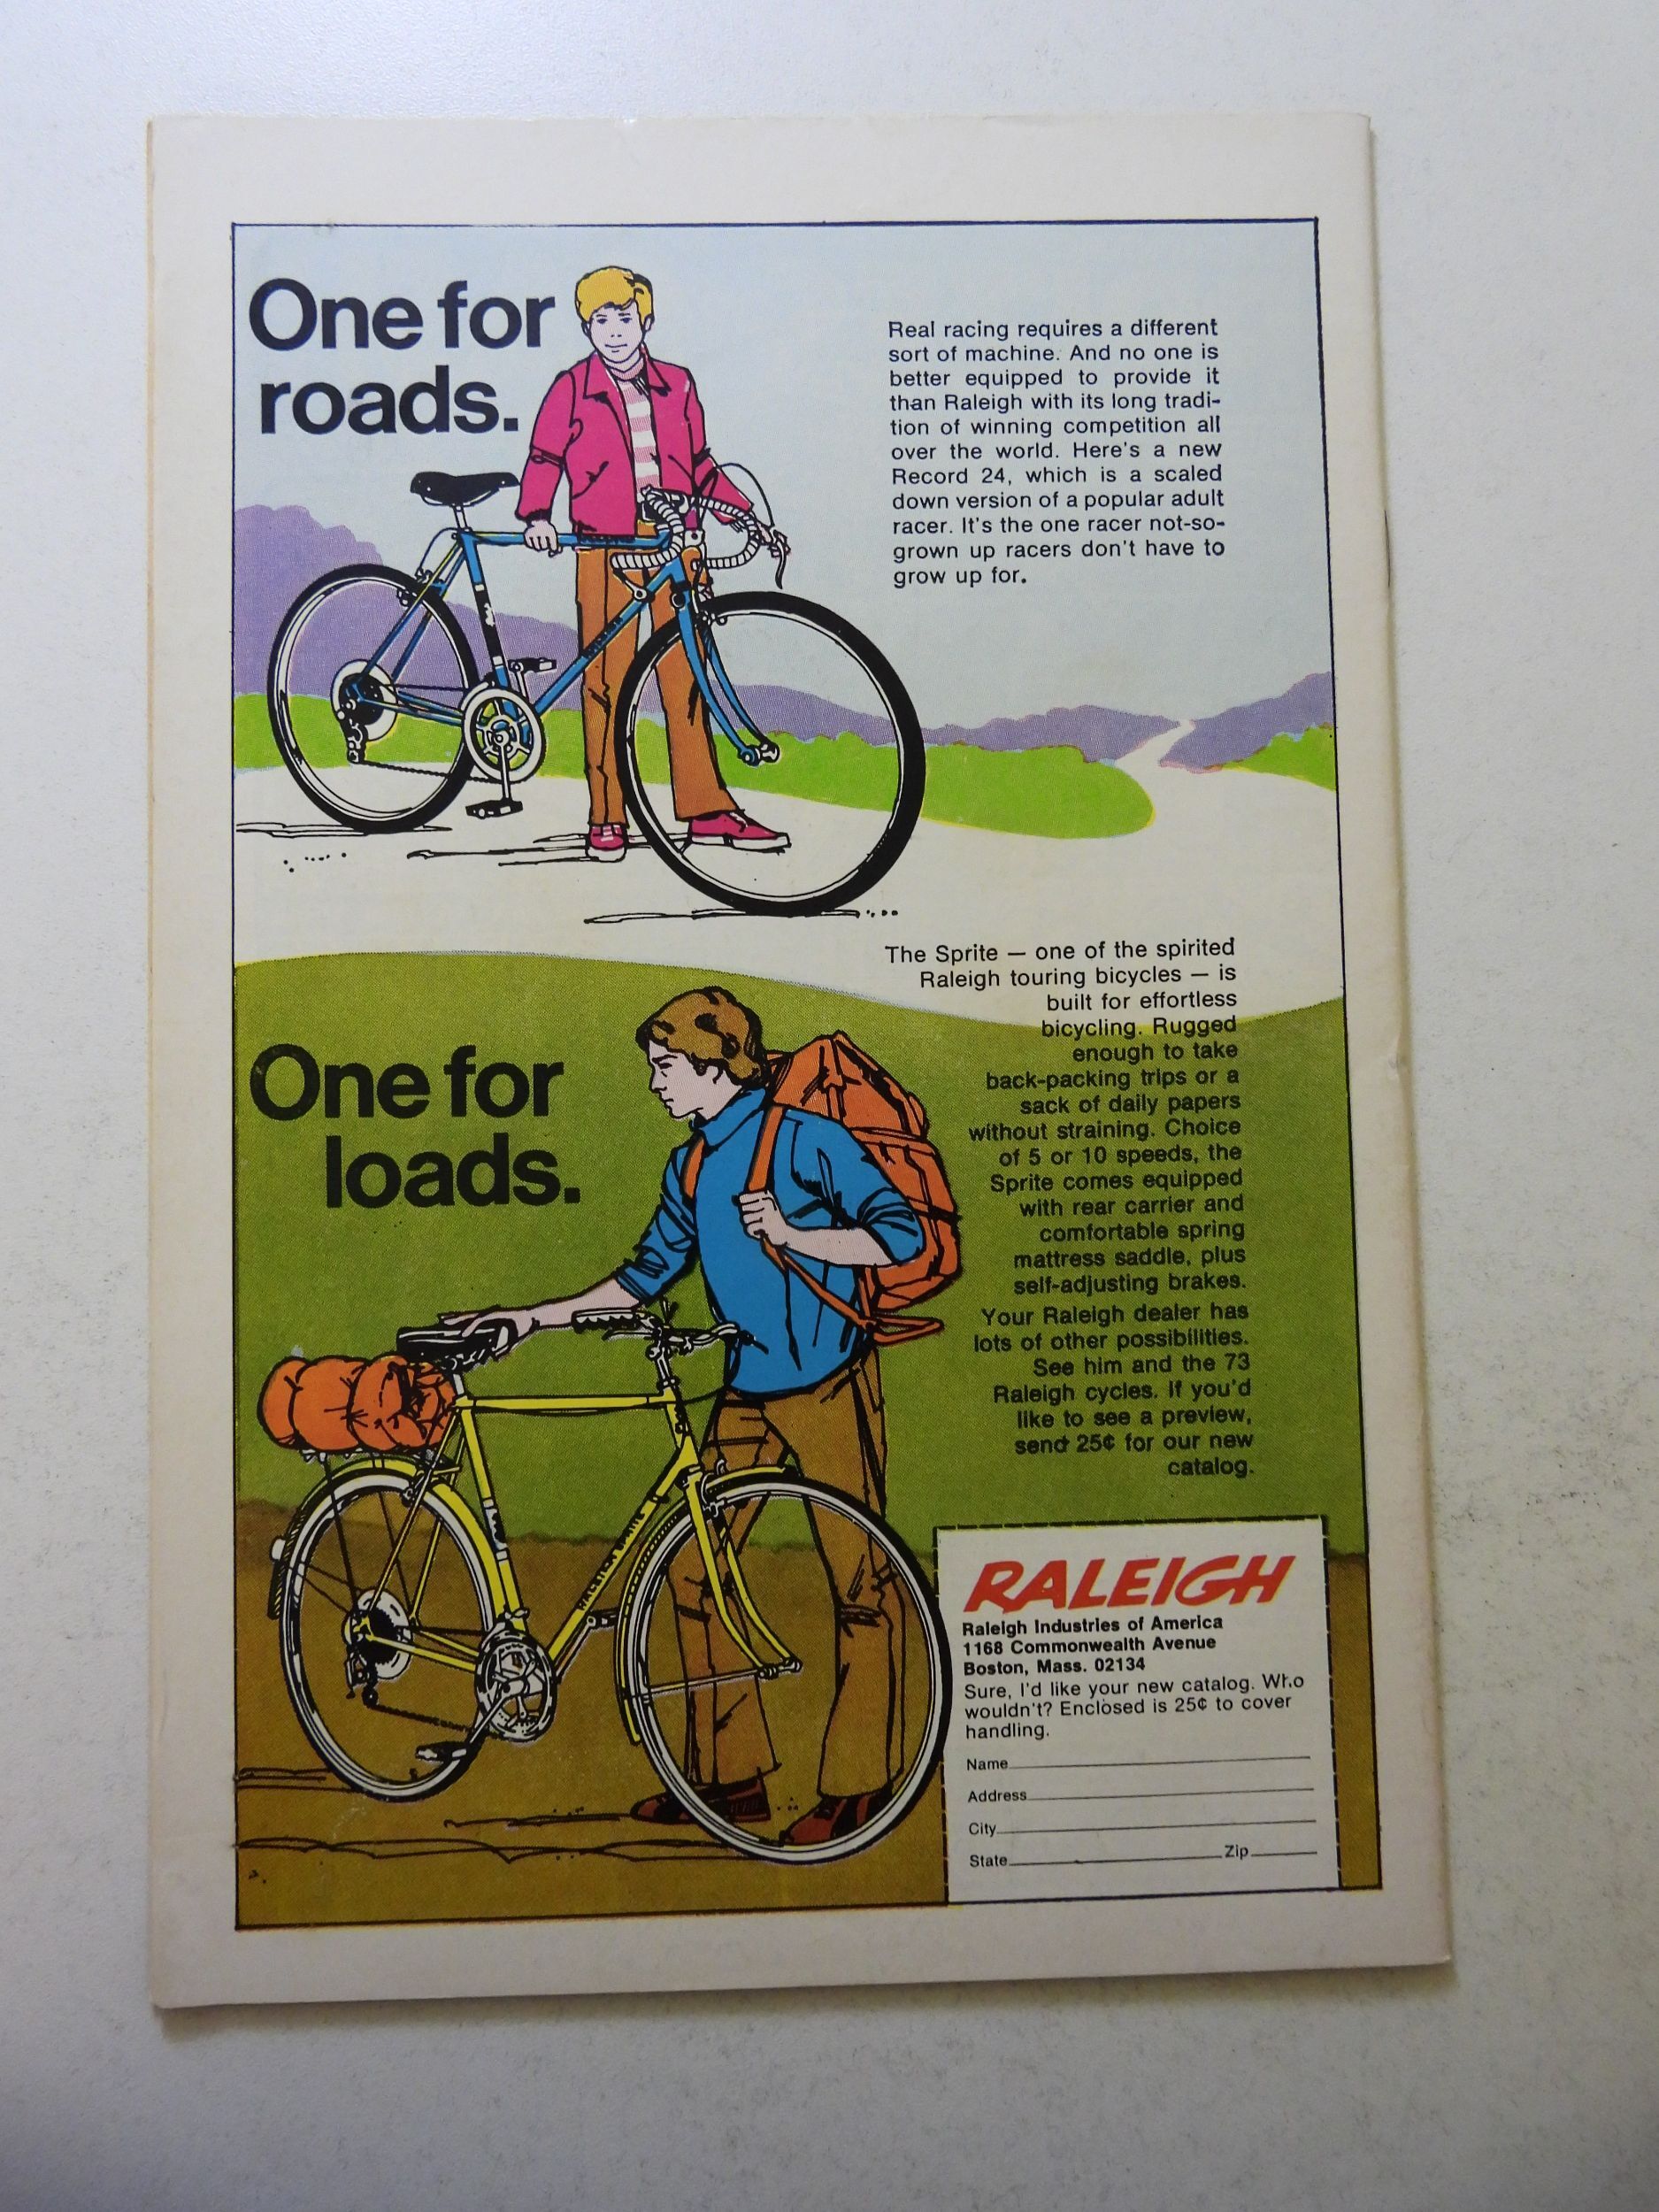 One for
roads.
Real racing requires a different
sort of machine. And no one is
better equipped to provide it
than Raleigh with its long tradi-
tion of winning competition all
over the world. Here's a new
Record 24, which is a scaled
down version of a popular adult
racer. It's the one racer not-so-
grown up racers don't have to
grow up for.
The Sprite — one of the spirited
Raleigh touring bicycles — is
built for effortless
bicycling. Rugged
enough to take
back-packing trips or a
sack of daily papers
without straining. Choice
of 5 or 10 speeds, the
Sprite comes equipped
with rear carrier and
comfortable spring
mattress saddle, plus
self-adjusting brakes.
Your Raleigh dealer has
lots of other possibilities.
See him and the 73
Raleigh cycles. If you'd
like to see a preview,
send 25¢ for our new
catalog.
One for
loads.
RALEIGH SPRITE
RALEIGH
Raleigh Industries of America
1168 Commonwealth Avenue
Boston, Mass. 02134
Sure, I'd like your new catalog. Who
wouldn't? Enclosed is 25¢ to cover
handling.
Name
Address
City
State Zip